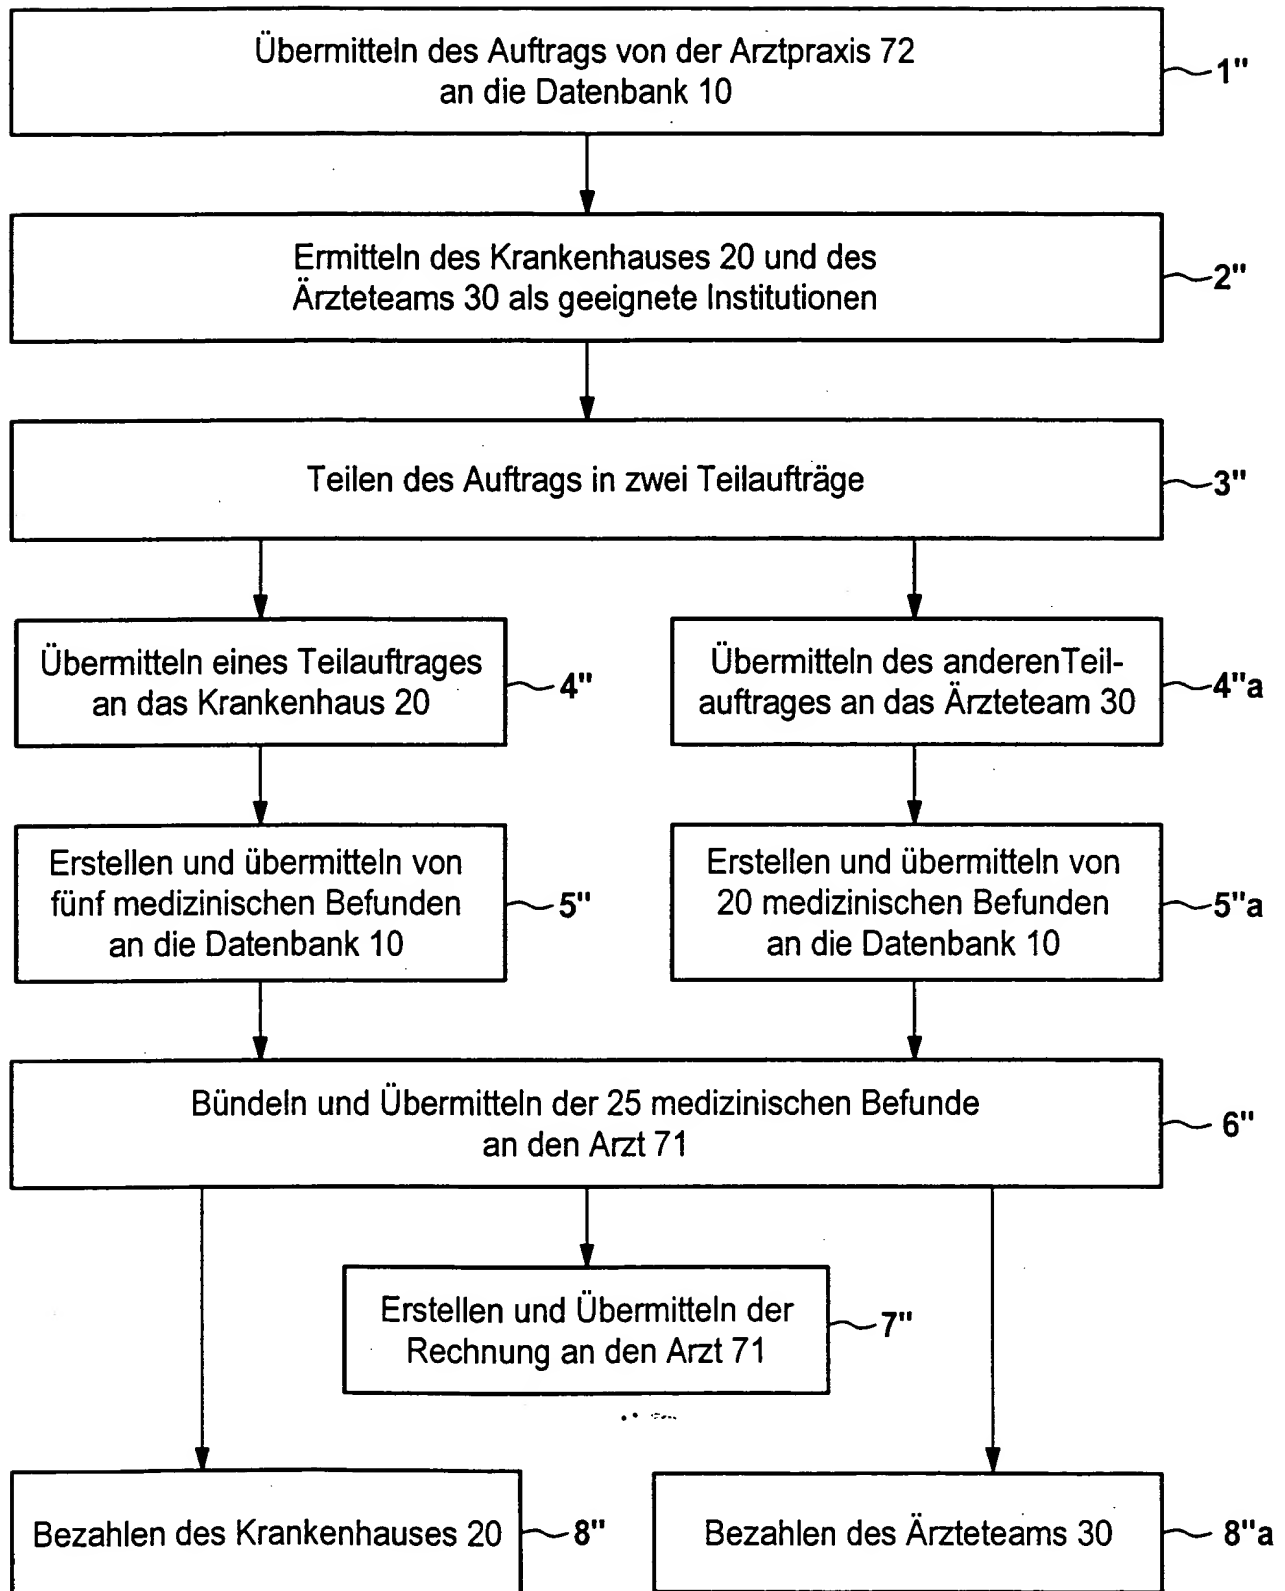 Übermitteln des Auftrags von der Arztpraxis 72
an die Datenbank 10
1"
Ermitteln des Krankenhauses 20 und des
Ärzteteams 30 als geeignete Institutionen
2"
Teilen des Auftrags in zwei Teilaufträge
3"
Übermitteln eines Teilauftrages
an das Krankenhaus 20
4"
Übermitteln des anderenTeil-
auftrages an das Ärzteteam 30
4"a
Erstellen und übermitteln von
fünf medizinischen Befunden
an die Datenbank 10
5"
Erstellen und übermitteln von
20 medizinischen Befunden
an die Datenbank 10
5"a
Bündeln und Übermitteln der 25 medizinischen Befunde
an den Arzt 71
6"
Erstellen und Übermitteln der
Rechnung an den Arzt 71
7"
Bezahlen des Krankenhauses 20
8"
Bezahlen des Ärzteteams 30
8"a